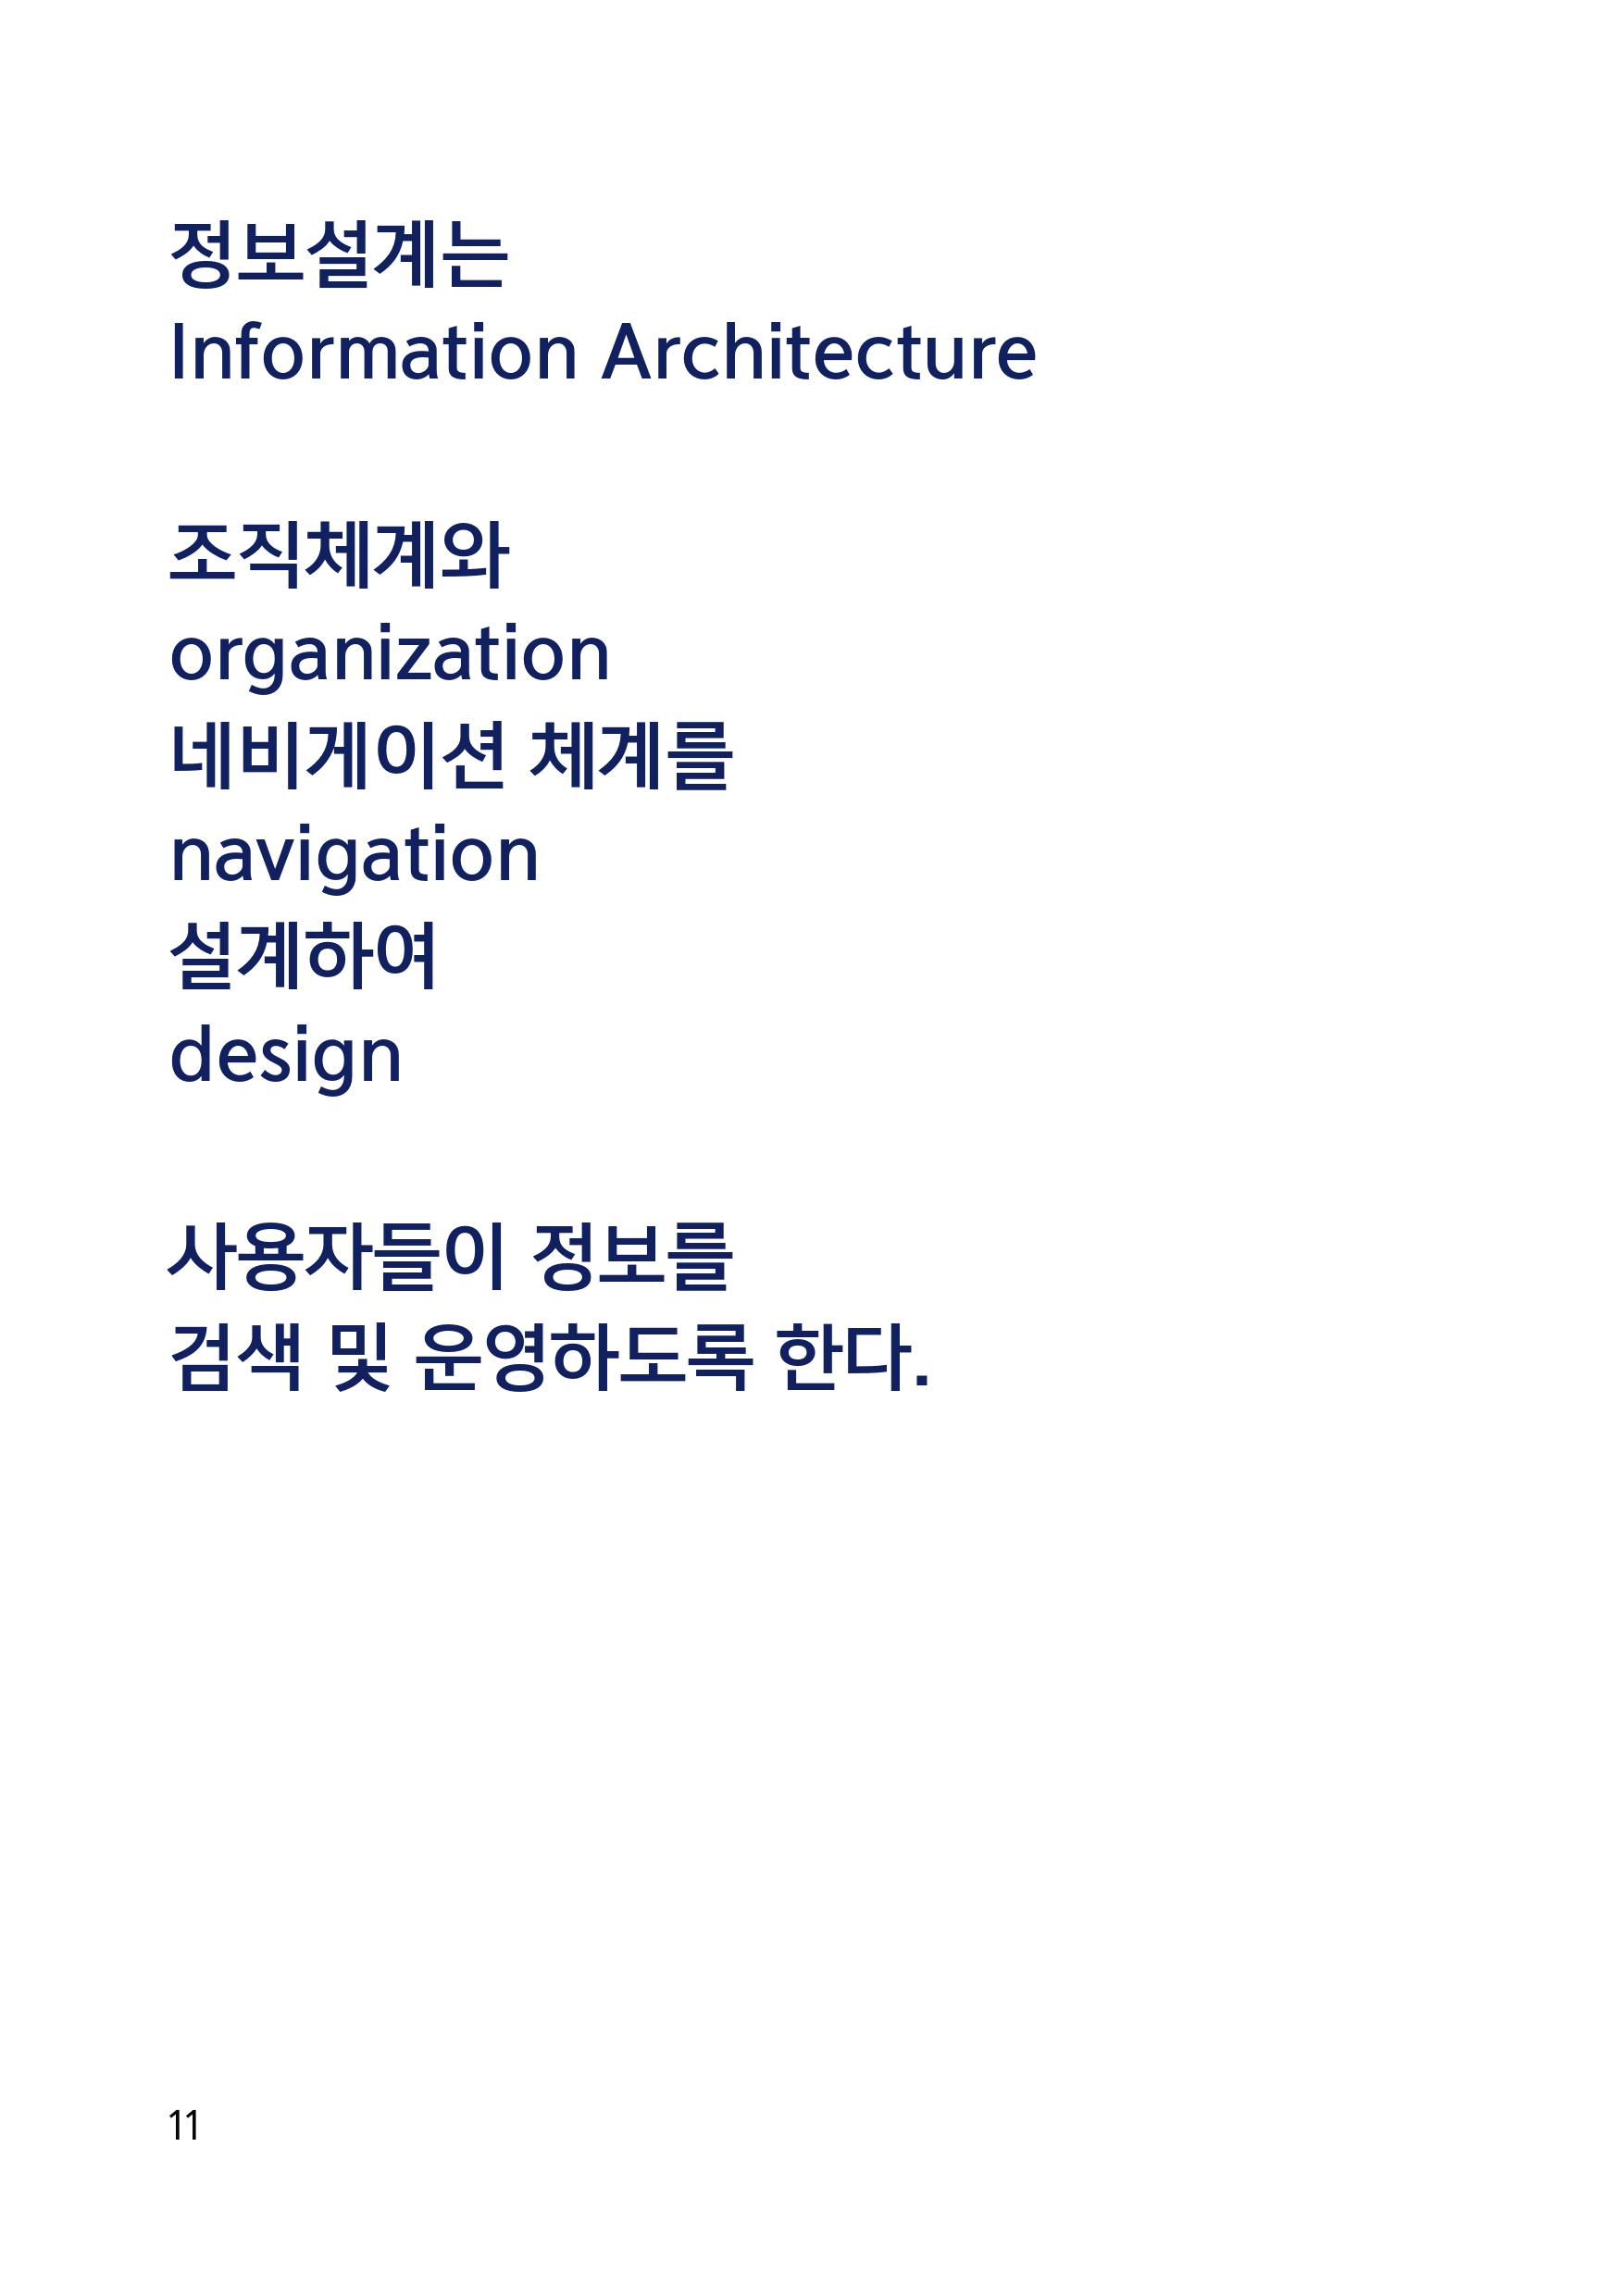 정보설계는
Information Architecture
조직체계와
organization
네비게이션 체계를
navigation
설계하여
design
사용자들이 정보를
검색 및 운영하도록 한다.
11